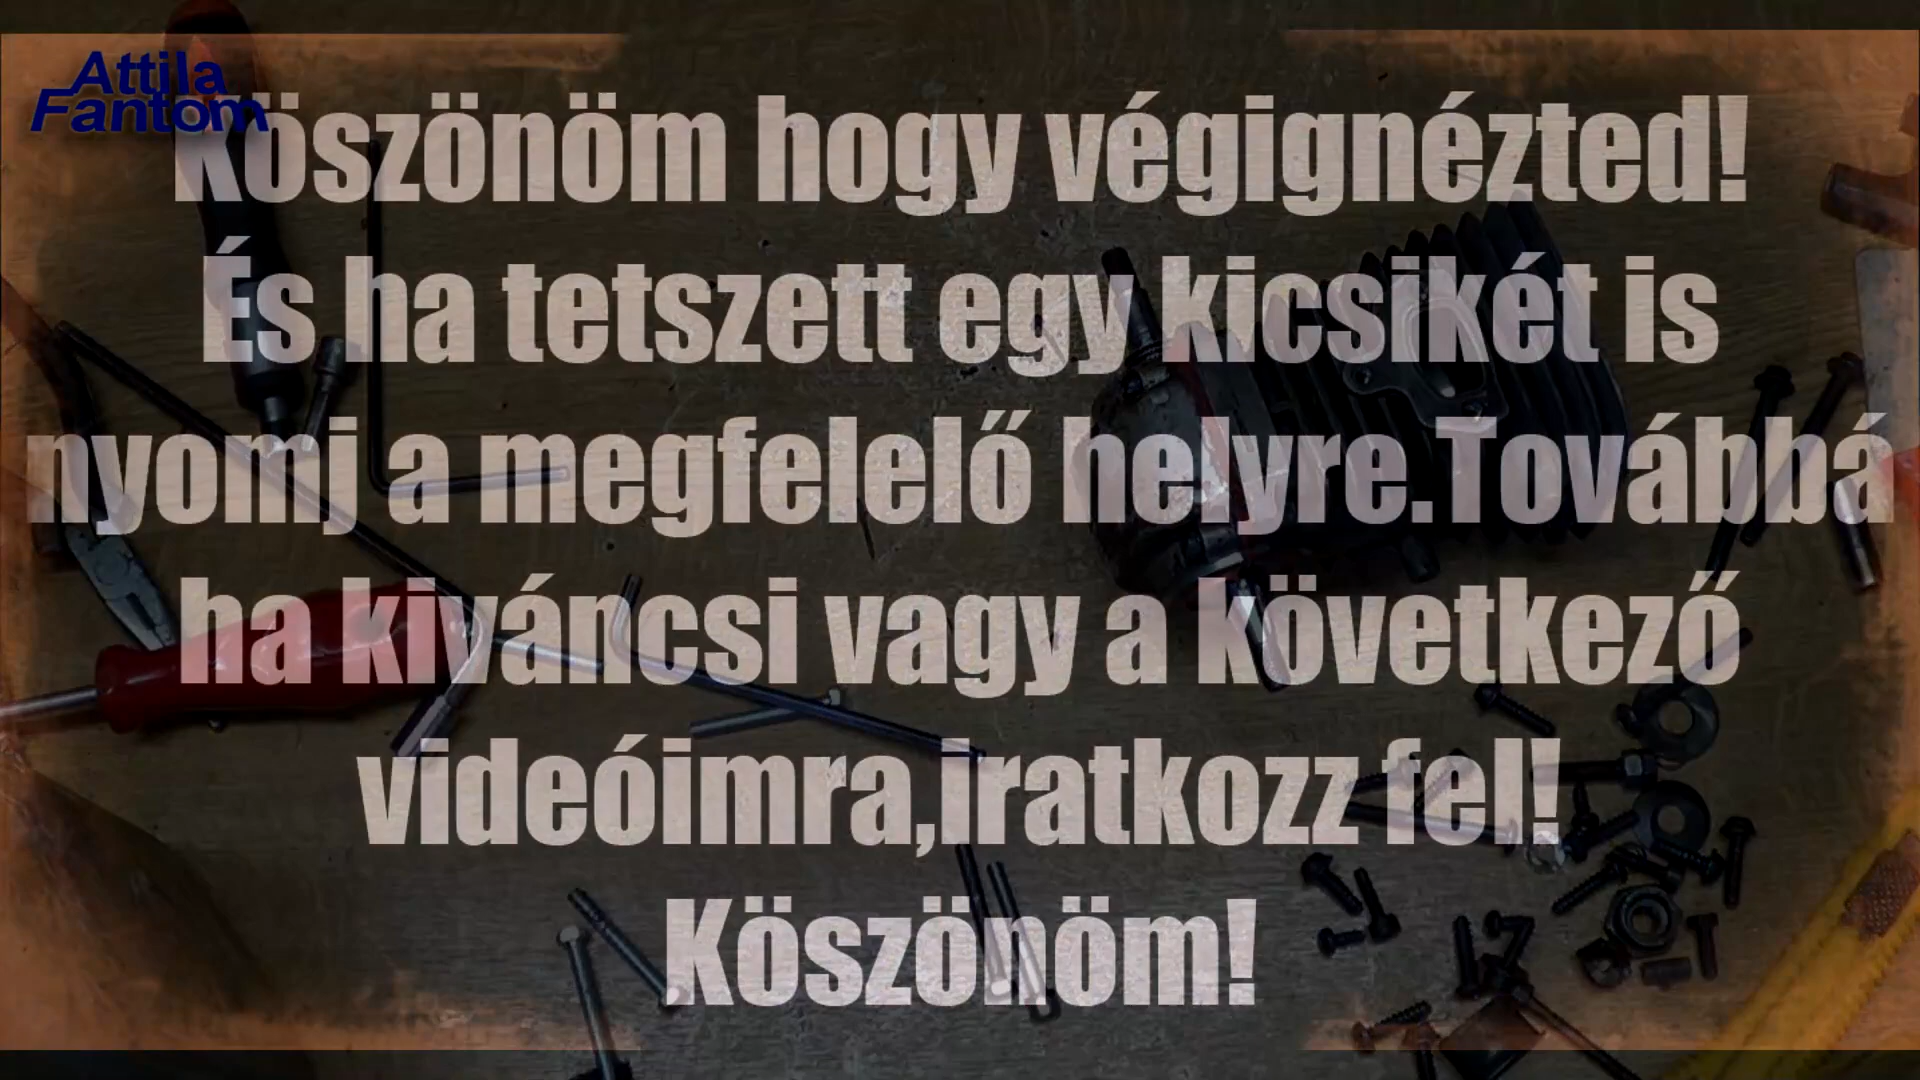 Attila
Fantom
Köszönöm hogy végignézted!
És ha tetszett egy kicsikét is
nyomj a megfelelő helyre.Továbbá
ha kiváncsi vagy a következő
videóimra,iratkozz fel!
Köszönöm!